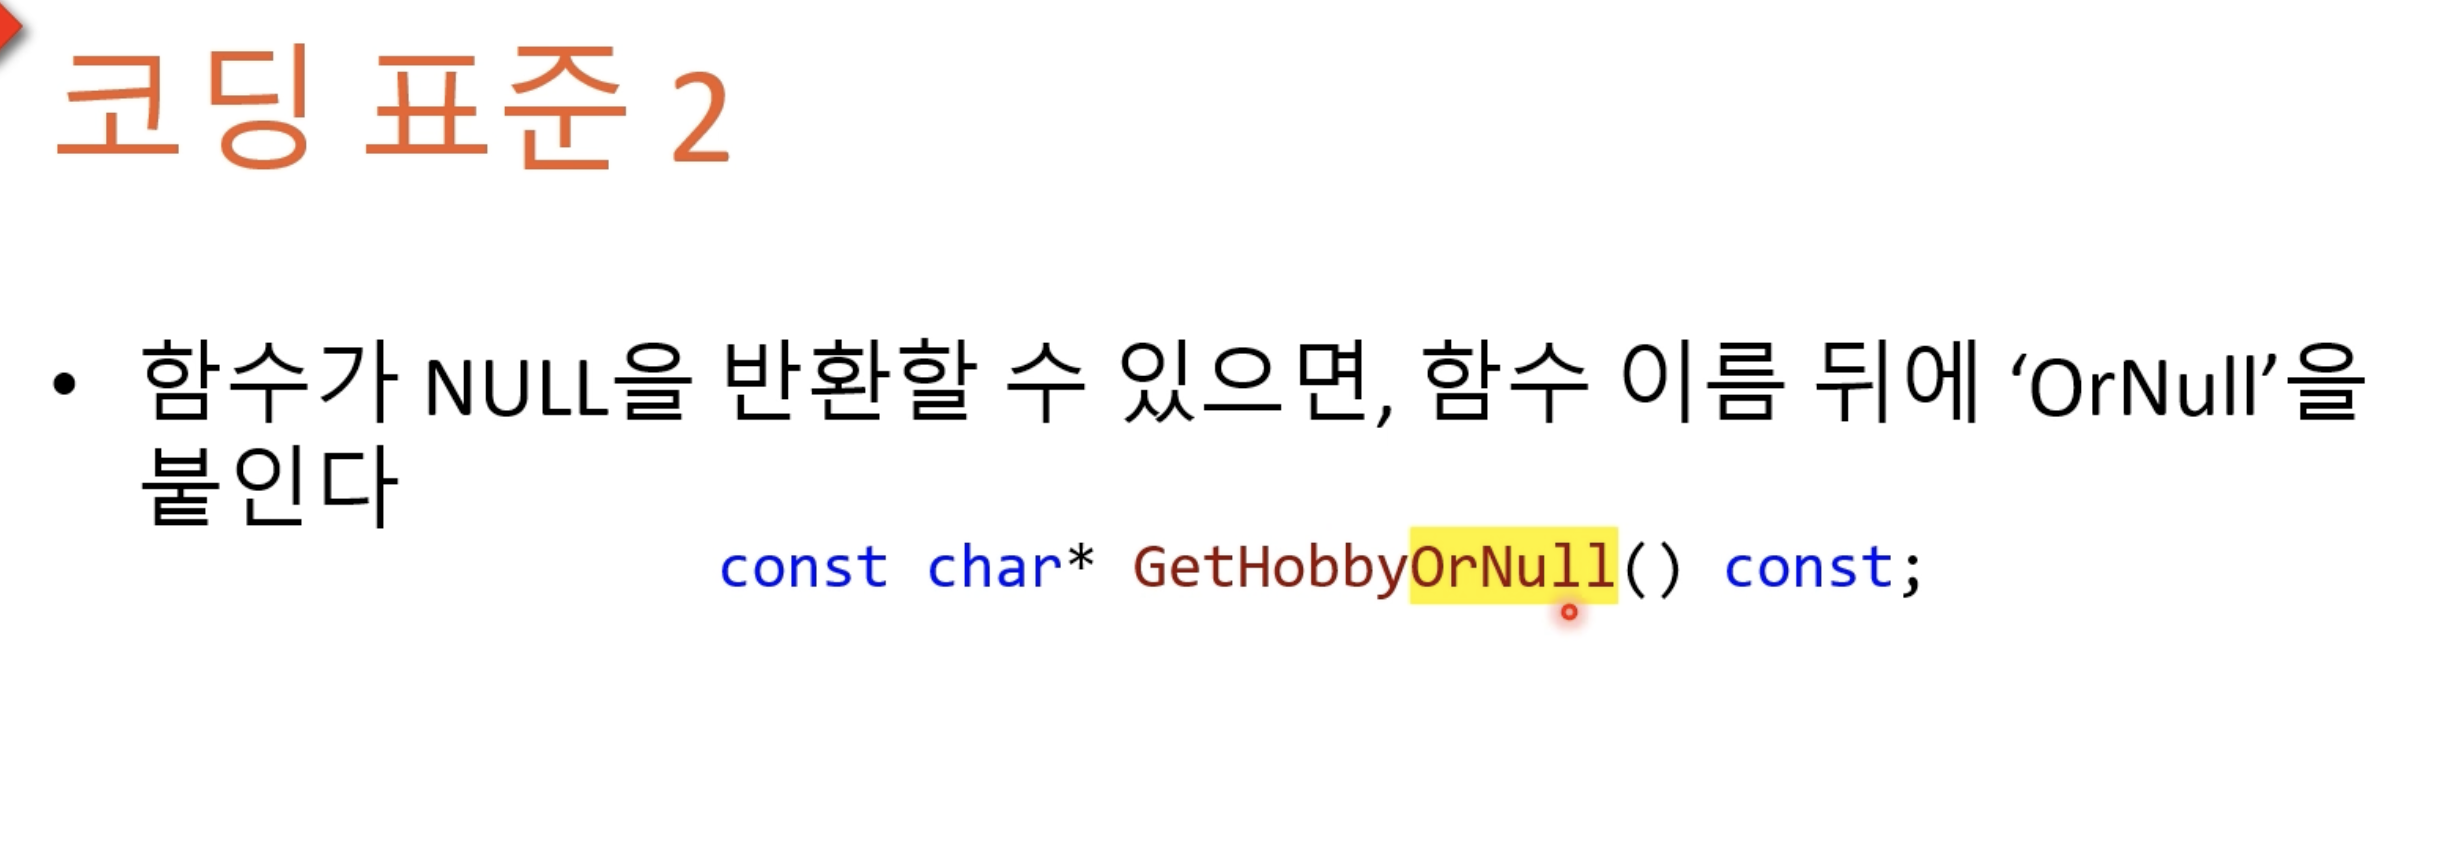 코딩 표준 2
• 함수가 NULL을 반환할 수 있으면, 함수 이름 뒤에 ‘OrNull’을
붙인다
const char* GetHobbyOrNull() const;